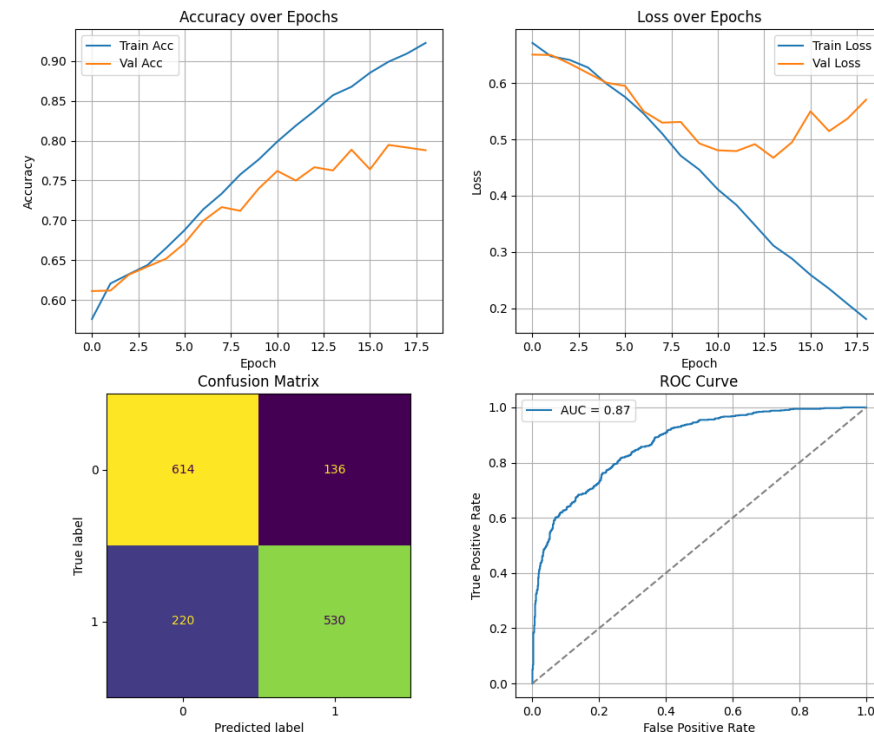 Accuracy over Epochs
Train Acc
Val Acc
Accuracy
0.90
0.85
0.80
0.75
0.70
0.65
0.60
0.0 2.5 5.0 7.5 10.0 12.5 15.0 17.5
Epoch
Loss over Epochs
Train Loss
Val Loss
Loss
0.6
0.5
0.4
0.3
0.2
0.0 2.5 5.0 7.5 10.0 12.5 15.0 17.5
Epoch
Confusion Matrix
True label
0
614 136
1
220 530
0 1
Predicted label
ROC Curve
AUC = 0.87
True Positive Rate
1.0
0.8
0.6
0.4
0.2
0.0
0.0 0.2 0.4 0.6 0.8 1.0
False Positive Rate